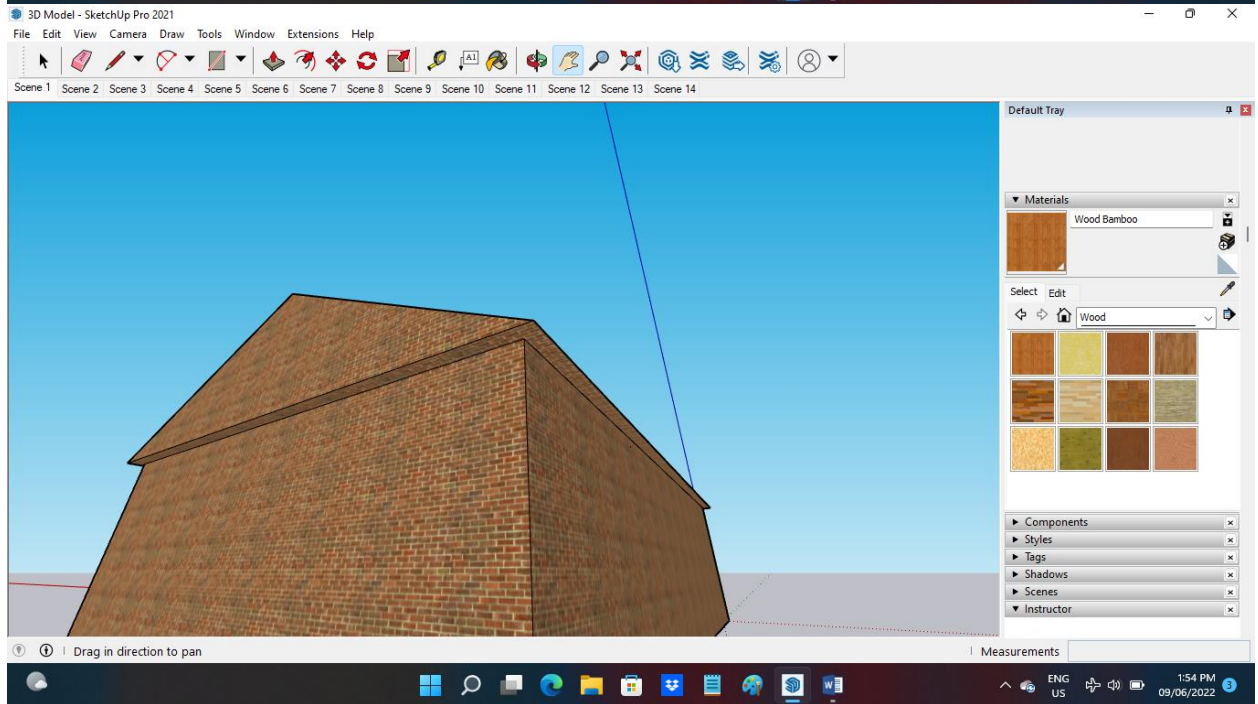 3D Model - SketchUp Pro 2021
File Edit View Camera Draw Tools Window Extensions Help
A1
Scene 1 Scene 2 Scene 3 Scene 4 Scene 5 Scene 6 Scene 7 Scene 8 Scene 9 Scene 10 Scene 11 Scene 12 Scene 13 Scene 14
Default Tray
Materials
Wood Bamboo
Select Edit
Wood
Components
Styles
Tags
Shadows
Scenes
Instructor
Drag in direction to pan
Measurements
ENG
US
1:54 PM
09/06/2022
3